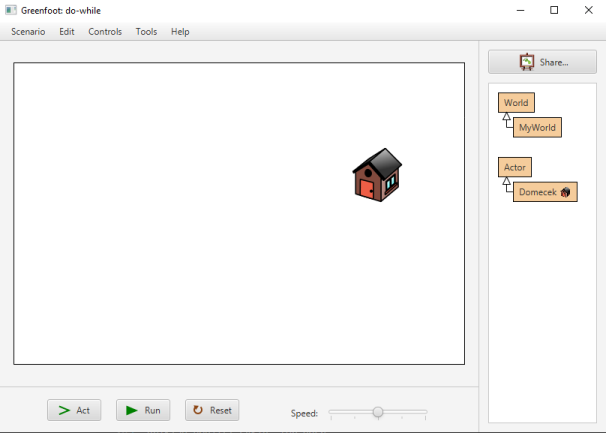 Greenfoot: do-while
Scenario Edit Controls Tools Help
Share...
World
MyWorld
Actor
Domecek
Act Run Reset Speed: